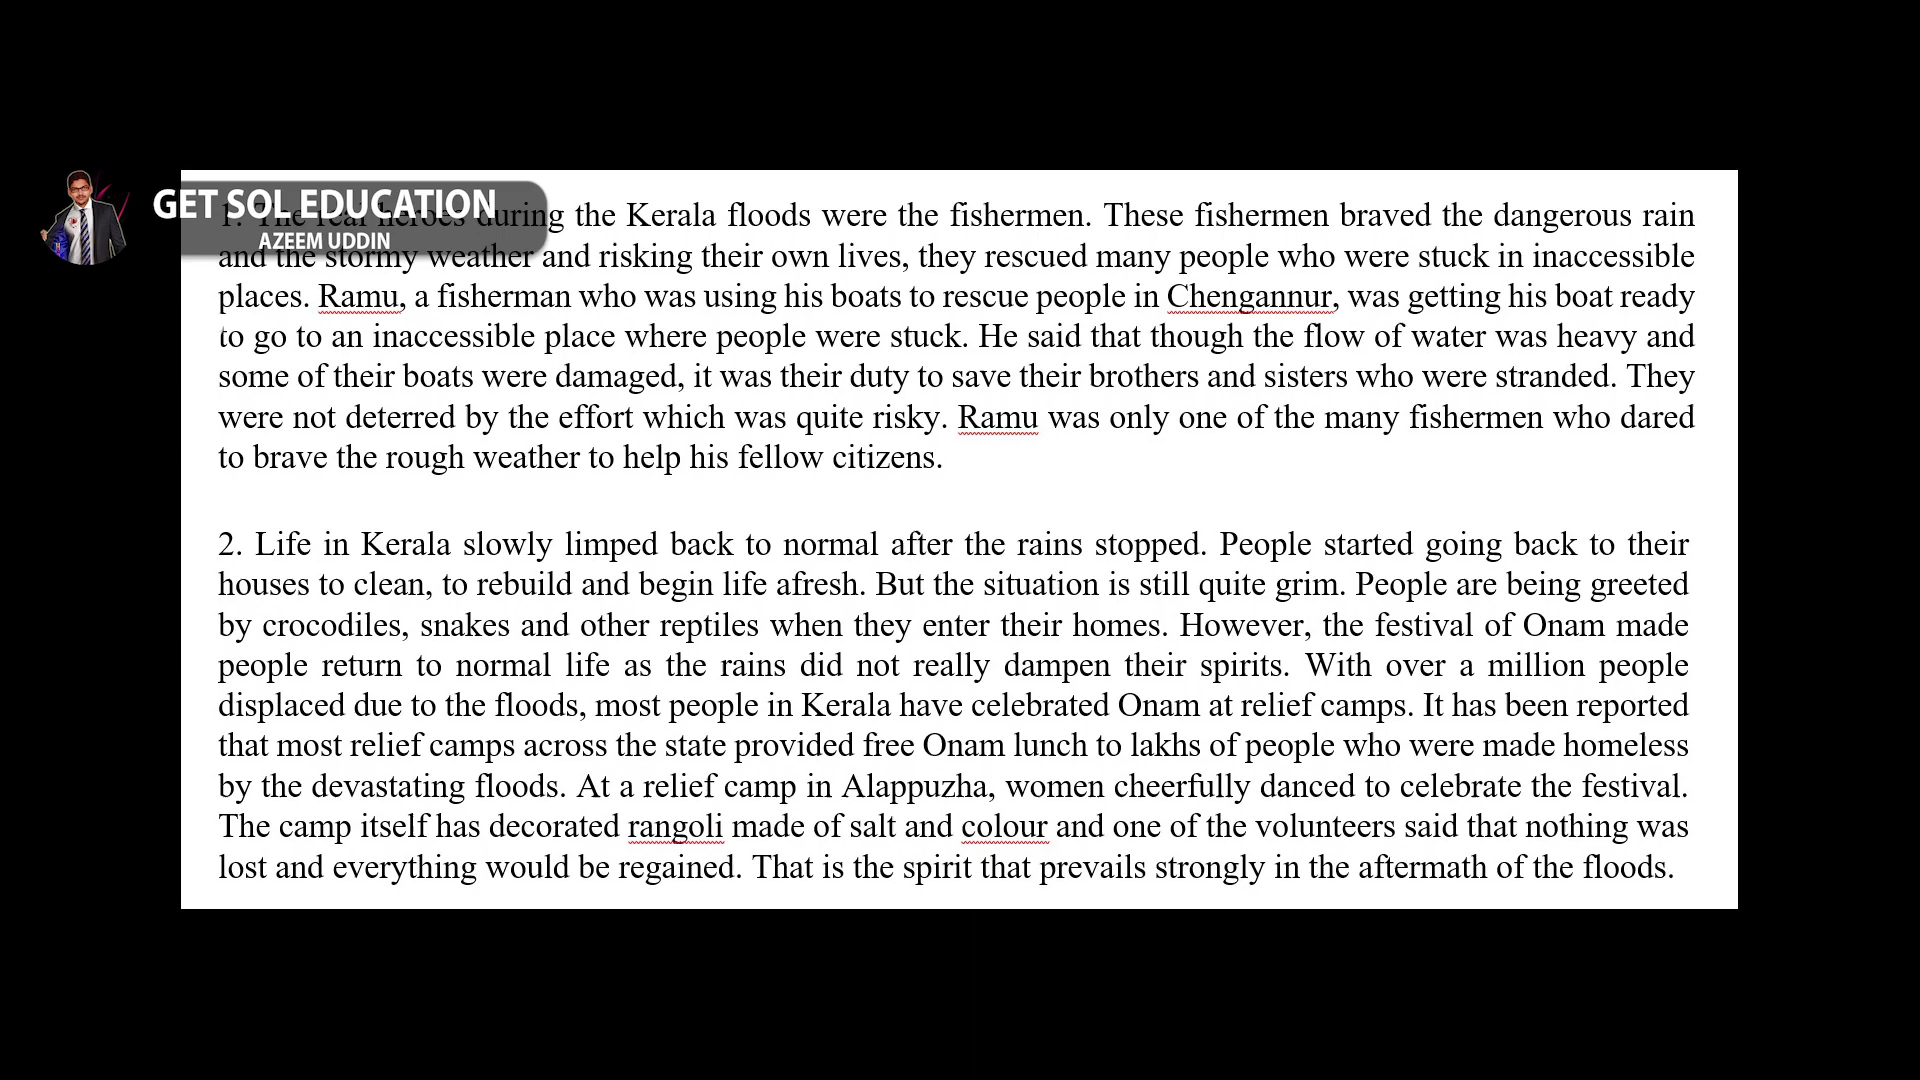 GET SOL EDUCATION
AZEEM UDDIN
1. The real heroes during the Kerala floods were the fishermen. These fishermen braved the dangerous rain
and the stormy weather and risking their own lives, they rescued many people who were stuck in inaccessible
places. Ramu, a fisherman who was using his boats to rescue people in Chengannur, was getting his boat ready
to go to an inaccessible place where people were stuck. He said that though the flow of water was heavy and
some of their boats were damaged, it was their duty to save their brothers and sisters who were stranded. They
were not deterred by the effort which was quite risky. Ramu was only one of the many fishermen who dared
to brave the rough weather to help his fellow citizens.
2. Life in Kerala slowly limped back to normal after the rains stopped. People started going back to their
houses to clean, to rebuild and begin life afresh. But the situation is still quite grim. People are being greeted
by crocodiles, snakes and other reptiles when they enter their homes. However, the festival of Onam made
people return to normal life as the rains did not really dampen their spirits. With over a million people
displaced due to the floods, most people in Kerala have celebrated Onam at relief camps. It has been reported
that most relief camps across the state provided free Onam lunch to lakhs of people who were made homeless
by the devastating floods. At a relief camp in Alappuzha, women cheerfully danced to celebrate the festival.
The camp itself has decorated rangoli made of salt and colour and one of the volunteers said that nothing was
lost and everything would be regained. That is the spirit that prevails strongly in the aftermath of the floods.